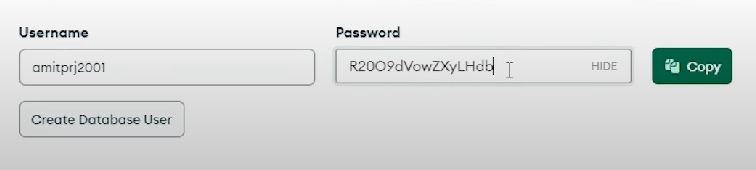 Username Password
amitprj2001 R20O9dVowZXyLHdb HIDE Copy
Create Database User